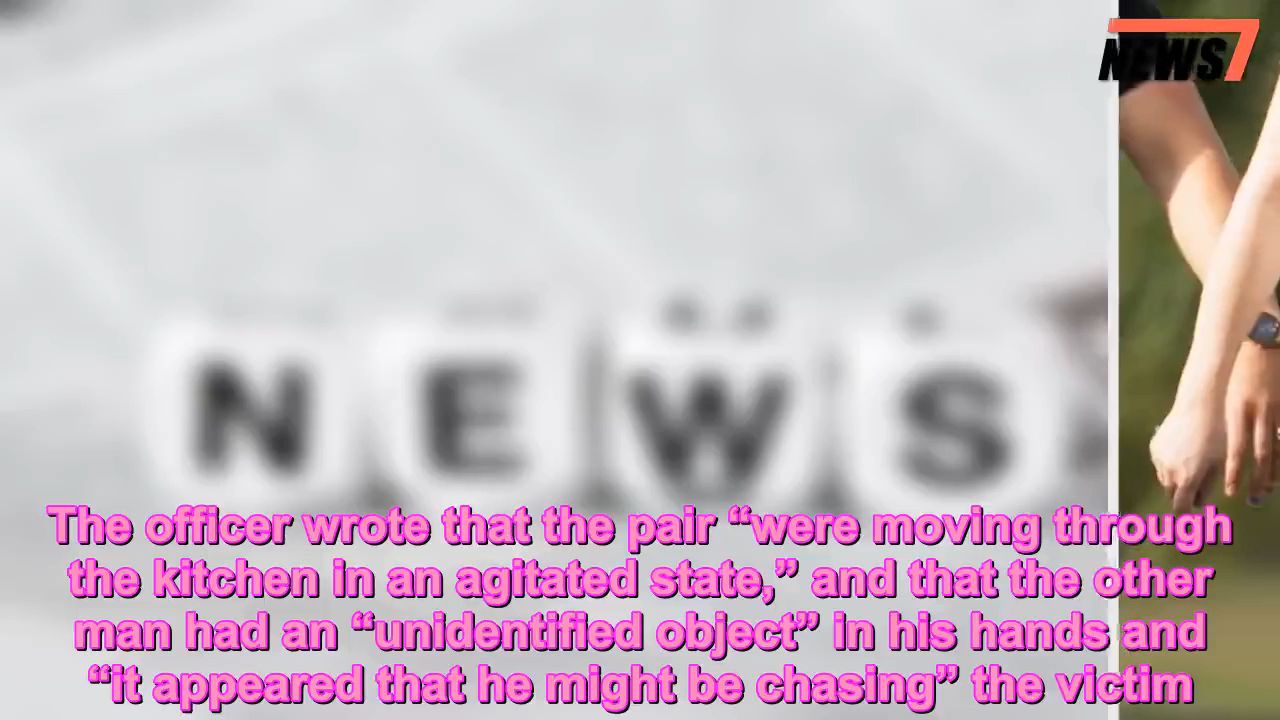 NEWS7
NEWS
The officer wrote that the pair “were moving through
the kitchen in an agitated state,” and that the other
man had an “unidentified object” in his hands and
“it appeared that he might be chasing” the victim